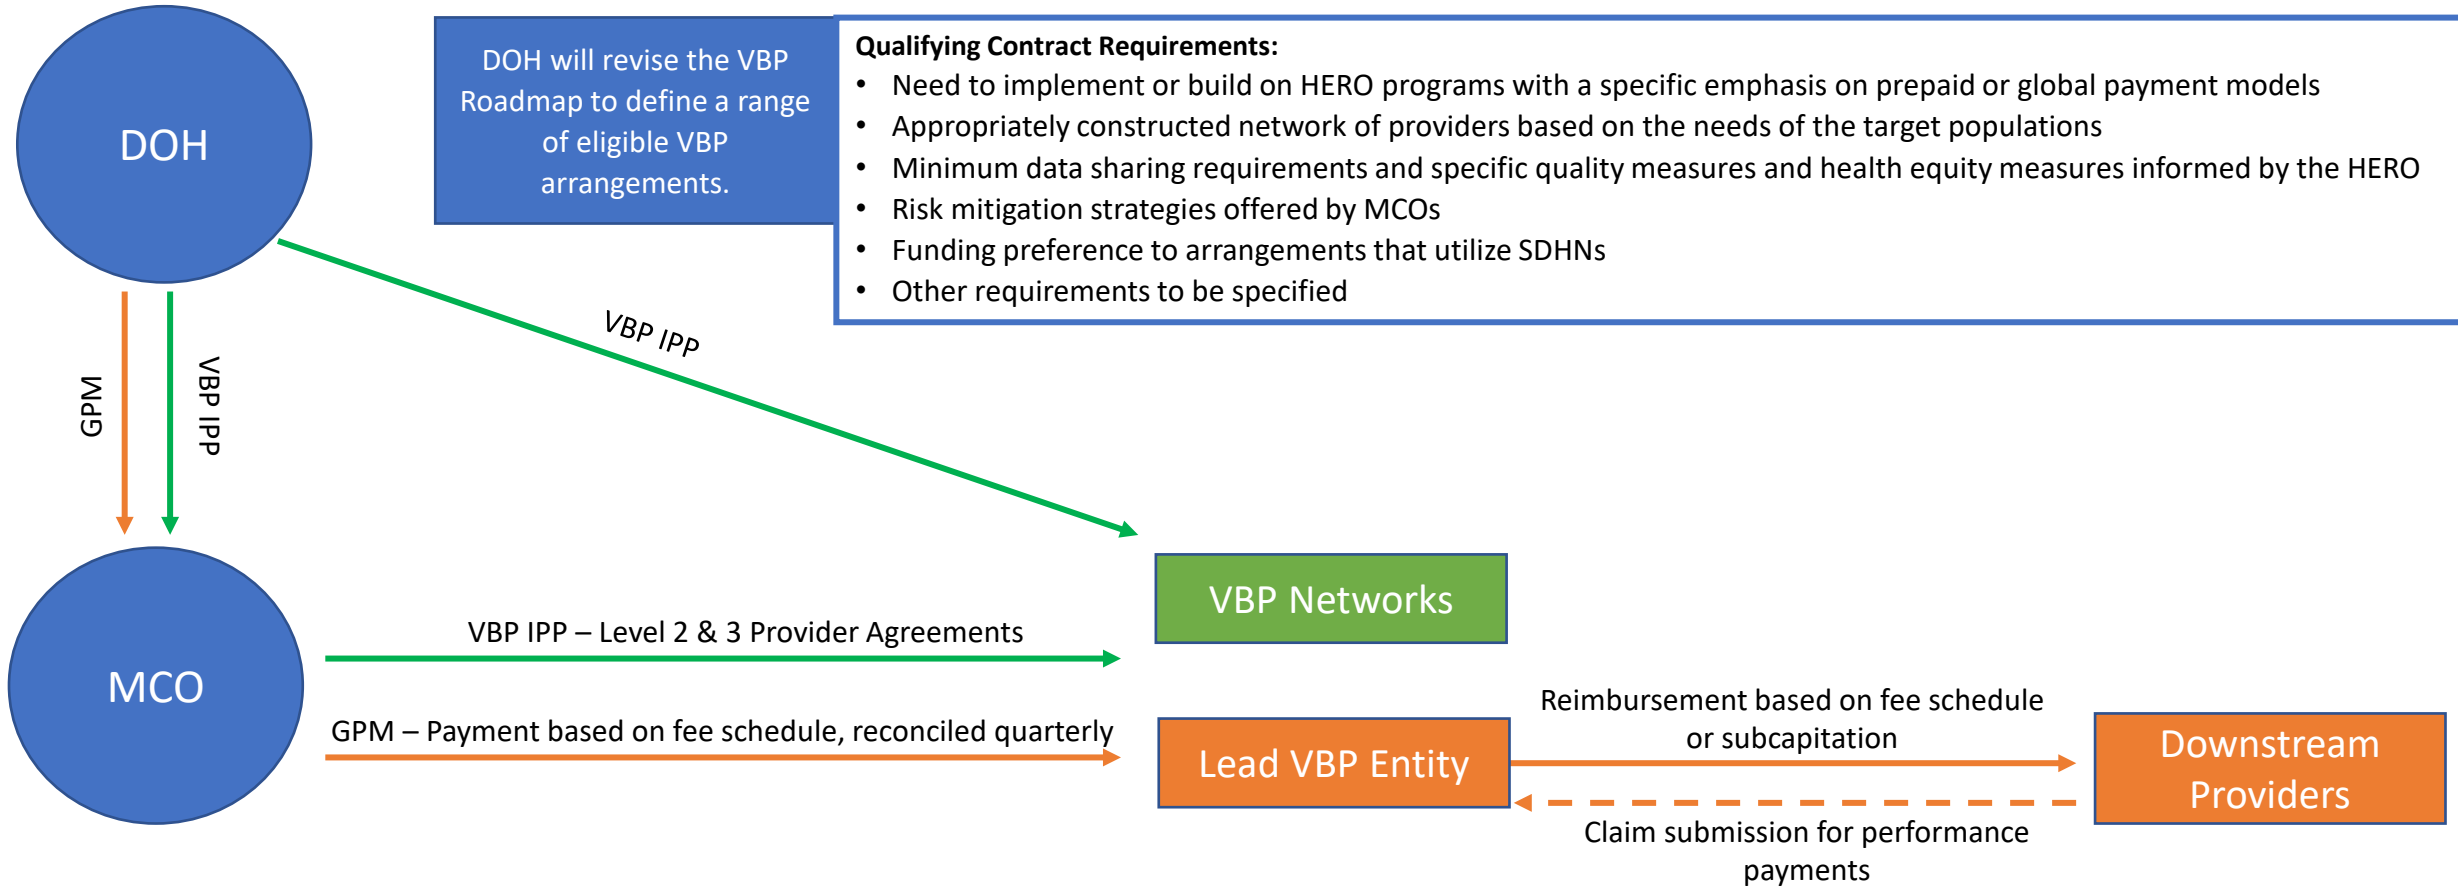 DOH
DOH will revise the VBP
Roadmap to define a range
of eligible VBP
arrangements.
Qualifying Contract Requirements:
• Need to implement or build on HERO programs with a specific emphasis on prepaid or global payment models
• Appropriately constructed network of providers based on the needs of the target populations
• Minimum data sharing requirements and specific quality measures and health equity measures informed by the HERO
• Risk mitigation strategies offered by MCOs
• Funding preference to arrangements that utilize SDHNs
• Other requirements to be specified
GPM
VBP IPP
VBP IPP
MCO
VBP IPP – Level 2 & 3 Provider Agreements
GPM – Payment based on fee schedule, reconciled quarterly
VBP Networks
Lead VBP Entity
Reimbursement based on fee schedule
or subcapitation
Claim submission for performance
payments
Downstream
Providers